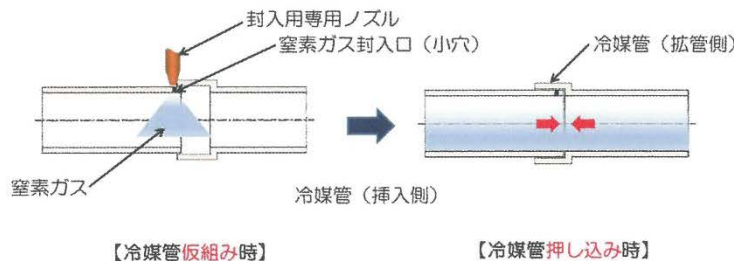 封入用専用ノズル
窒素ガス封入口（小穴）
冷媒管（拡管側）
窒素ガス
冷媒管（挿入側）
【冷媒管仮組み時】
【冷媒管押し込み時】